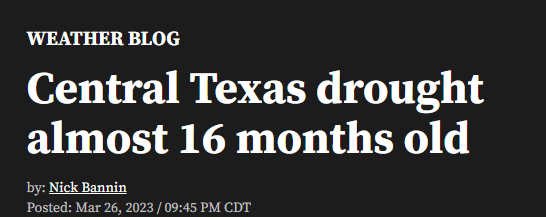 WEATHER BLOG
Central Texas drought
almost 16 months old
by: Nick Bannin
Posted: Mar 26, 2023 / 09:45 PM CDT